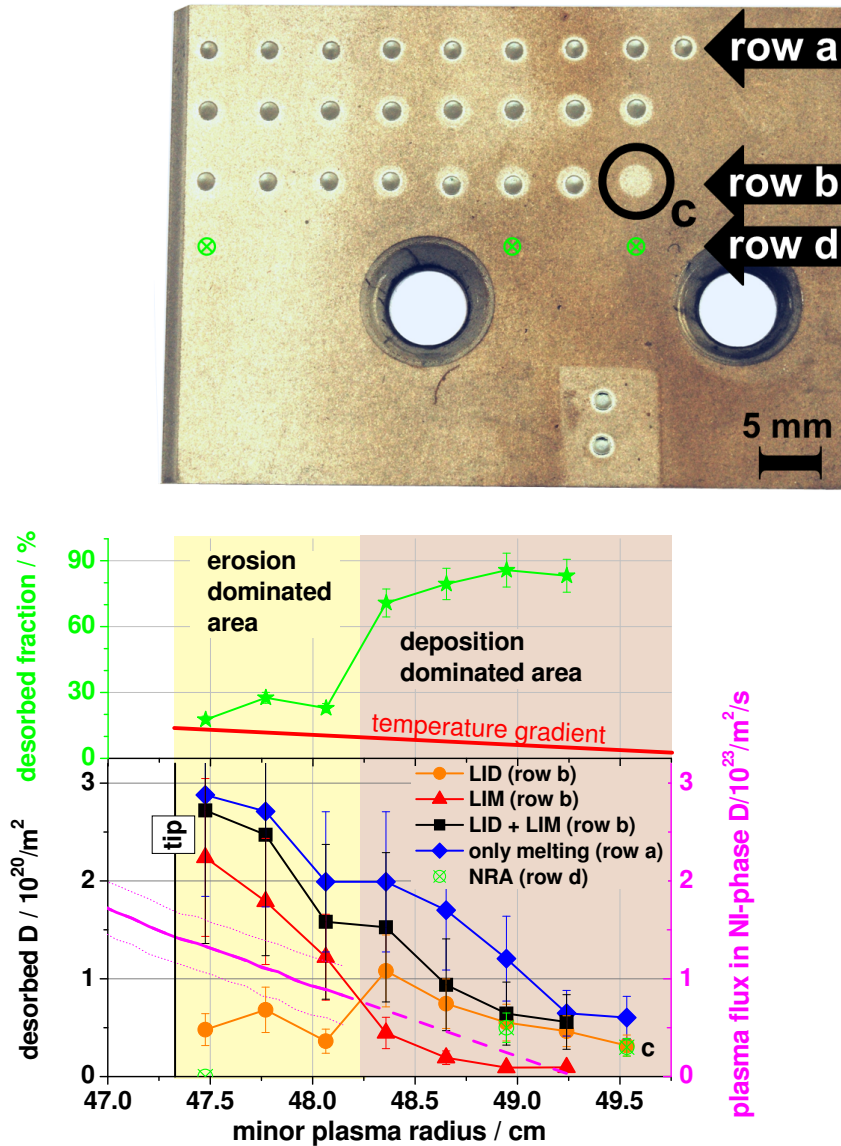 row a
row b
c
row d
5 mm
desorbed fraction / %
90
60
30
0
erosion
dominated
area
deposition
dominated area
temperature gradient
desorbed D / 10²⁰/m²
3
2
1
0
tip
LID (row b)
LIM (row b)
LID + LIM (row b)
only melting (row a)
NRA (row d)
c
3
2
1
0
plasma flux in NI-phase D/10²³/m²/s
47.0 47.5 48.0 48.5 49.0 49.5
minor plasma radius / cm